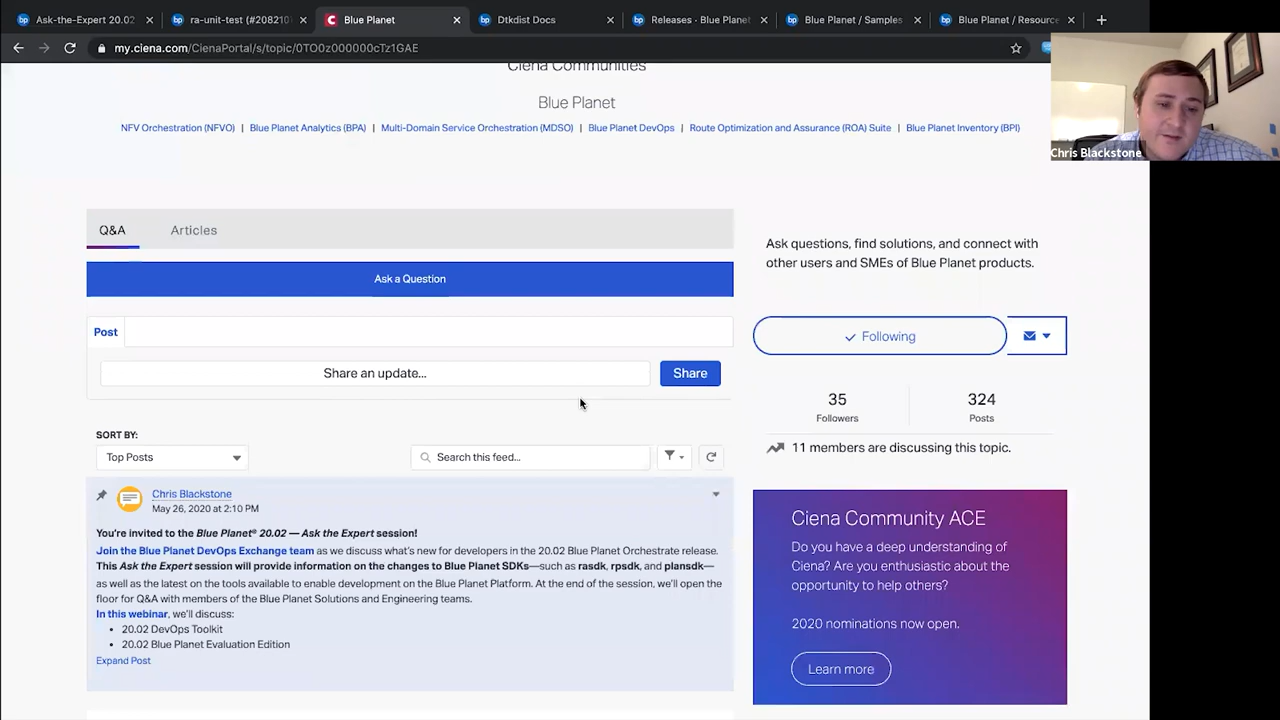 Ask-the-Expert 20.02
ra-unit-test (#208210
Blue Planet
Dtkdist Docs
Releases · Blue Planet
Blue Planet / Samples
Blue Planet / Resource
my.ciena.com/CienaPortal/s/topic/0TO0z000000cTz1GAE
Ciena Communities
Blue Planet
NFV Orchestration (NFVO) | Blue Planet Analytics (BPA) | Multi-Domain Service Orchestration (MDSO) | Blue Planet DevOps | Route Optimization and Assurance (ROA) Suite | Blue Planet Inventory (BPI)
Chris Blackstone
Q&A
Articles
Ask a Question
Post
Share an update...
Share
SORT BY:
Top Posts
Search this feed...
Chris Blackstone
May 26, 2020 at 2:10 PM
You're invited to the Blue Planet® 20.02 — Ask the Expert session!
Join the Blue Planet DevOps Exchange team as we discuss what's new for developers in the 20.02 Blue Planet Orchestrate release.
This Ask the Expert session will provide information on the changes to Blue Planet SDKs—such as rasdk, rpsdk, and plansdk—
as well as the latest on the tools available to enable development on the Blue Planet Platform. At the end of the session, we'll open the
floor for Q&A with members of the Blue Planet Solutions and Engineering teams.
In this webinar, we'll discuss:
• 20.02 DevOps Toolkit
• 20.02 Blue Planet Evaluation Edition
Expand Post
Ask questions, find solutions, and connect with
other users and SMEs of Blue Planet products.
Following
35
Followers
324
Posts
11 members are discussing this topic.
Ciena Community ACE
Do you have a deep understanding of
Ciena? Are you enthusiastic about the
opportunity to help others?
2020 nominations now open.
Learn more